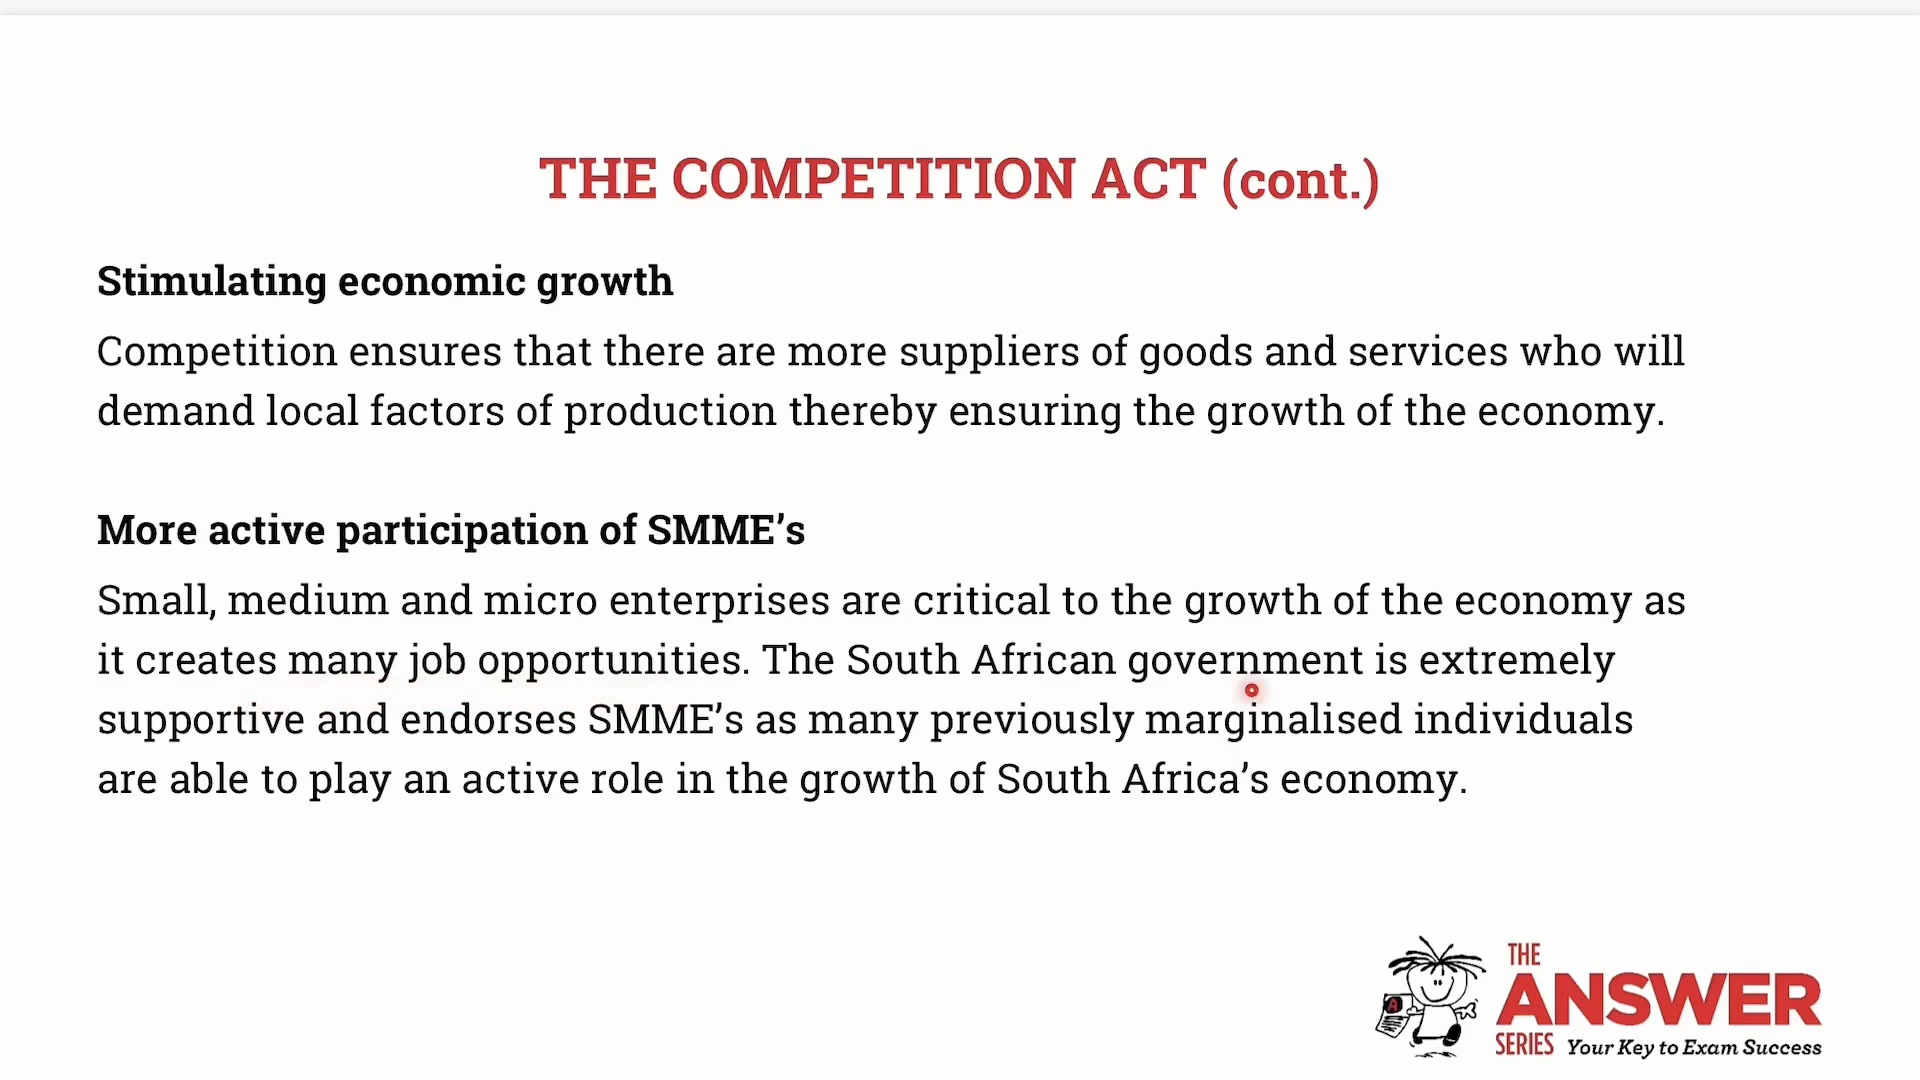 THE COMPETITION ACT (cont.)
Stimulating economic growth
Competition ensures that there are more suppliers of goods and services who will
demand local factors of production thereby ensuring the growth of the economy.
More active participation of SMME’s
Small, medium and micro enterprises are critical to the growth of the economy as
it creates many job opportunities. The South African government is extremely
supportive and endorses SMME’s as many previously marginalised individuals
are able to play an active role in the growth of South Africa’s economy.
A
THE
ANSWER
SERIES Your Key to Exam Success